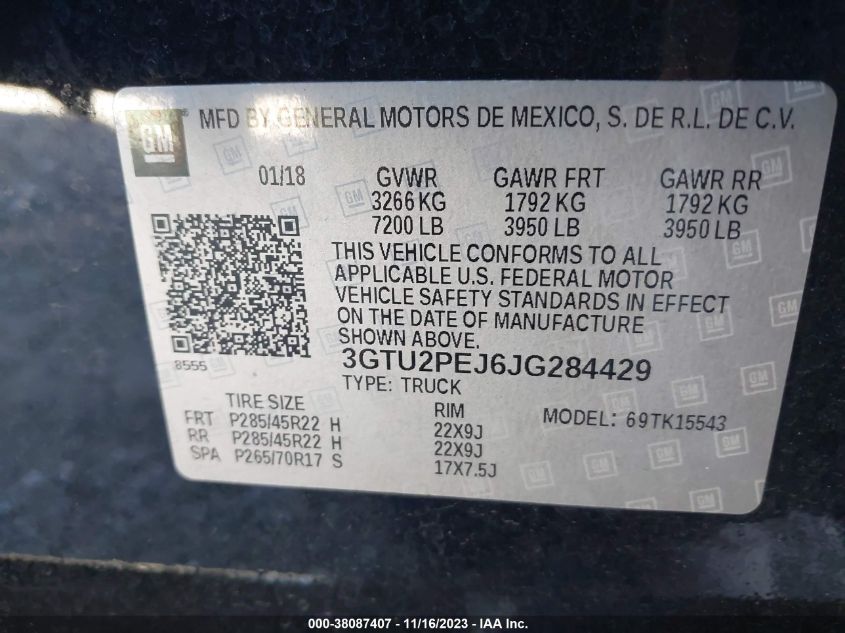 GM
MFD BY GENERAL MOTORS DE MEXICO, S. DE R.L. DE C.V.
01/18 GVWR GAWR FRT GAWR RR
3266 KG 1792 KG 1792 KG
7200 LB 3950 LB 3950 LB
THIS VEHICLE CONFORMS TO ALL
APPLICABLE U.S. FEDERAL MOTOR
VEHICLE SAFETY STANDARDS IN EFFECT
ON THE DATE OF MANUFACTURE
SHOWN ABOVE.
8555 3GTU2PEJ6JG284429
TYPE: TRUCK
TIRE SIZE RIM MODEL: 69TK15543
FRT P285/45R22 H 22X9J
RR P285/45R22 H 22X9J
SPA P265/70R17 S 17X7.5J
000-38087407 - 11/16/2023 - IAA Inc.